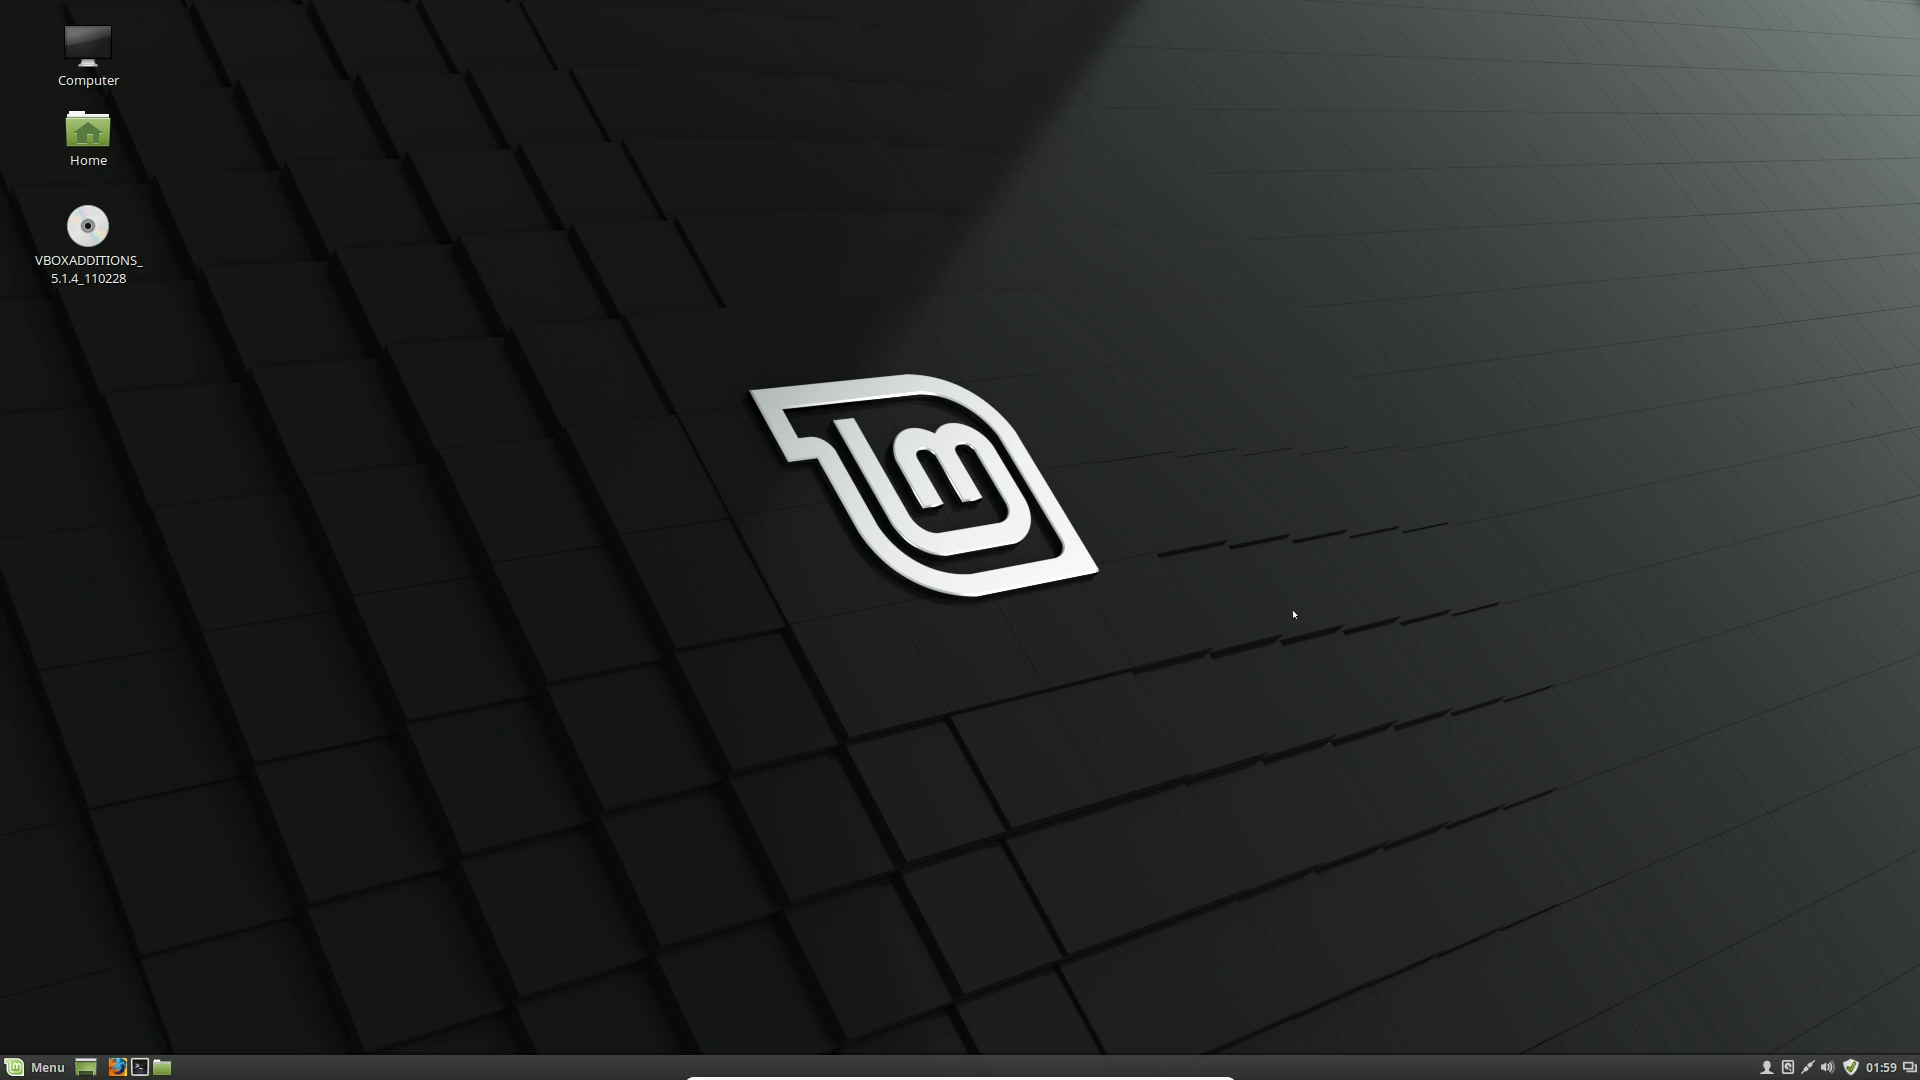 Computer
Home
VBOXADDITIONS_
5.1.4_110228
Menu
01:59